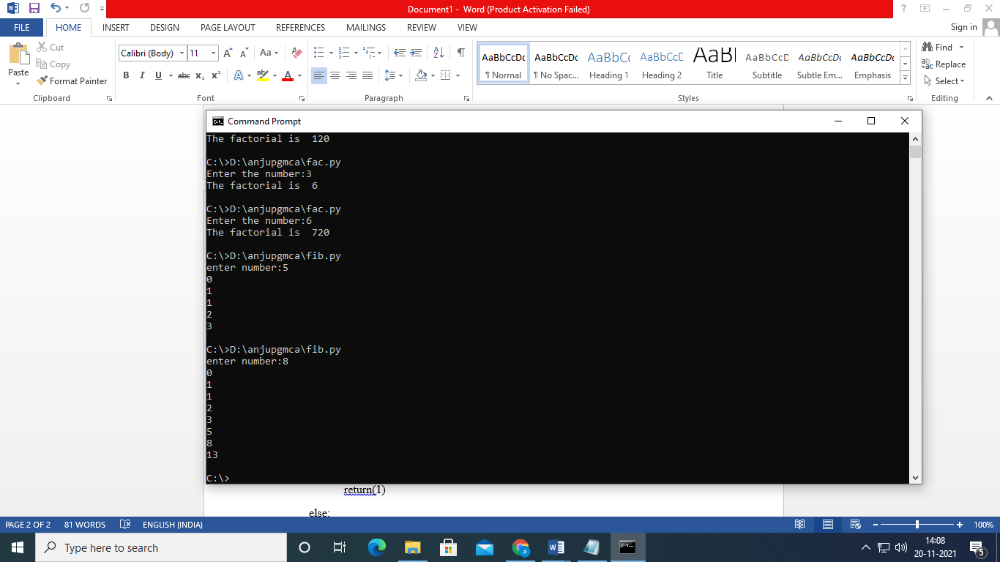 Document1 - Word (Product Activation Failed)
FILE HOME INSERT DESIGN PAGE LAYOUT REFERENCES MAILINGS REVIEW VIEW Sign in
Paste
Cut
Copy
Format Painter
Clipboard
Calibri (Body) 11
Font
Paragraph
AaBbCcDc AaBbCcDc AaBbCc AaBbCcD AaBl AaBbCcD AaBbCcDc AaBbCcDc
¶ Normal ¶ No Spac... Heading 1 Heading 2 Title Subtitle Subtle Em... Emphasis
Styles
Find
Replace
Select
Editing
Command Prompt
The factorial is  120
C:\>D:\anjupgmca\fac.py
Enter the number:3
The factorial is  6
C:\>D:\anjupgmca\fac.py
Enter the number:6
The factorial is  720
C:\>D:\anjupgmca\fib.py
enter number:5
0
1
1
2
3
C:\>D:\anjupgmca\fib.py
enter number:8
0
1
1
2
3
5
8
13
C:\>
return(1)
else:
PAGE 2 OF 2 81 WORDS ENGLISH (INDIA) 100%
Type here to search
14:08
20-11-2021
5